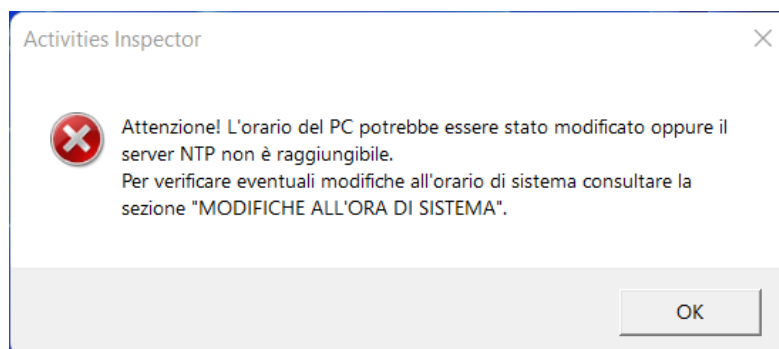 Activities Inspector
Attenzione! L'orario del PC potrebbe essere stato modificato oppure il
server NTP non è raggiungibile.
Per verificare eventuali modifiche all'orario di sistema consultare la
sezione "MODIFICHE ALL'ORA DI SISTEMA".
OK